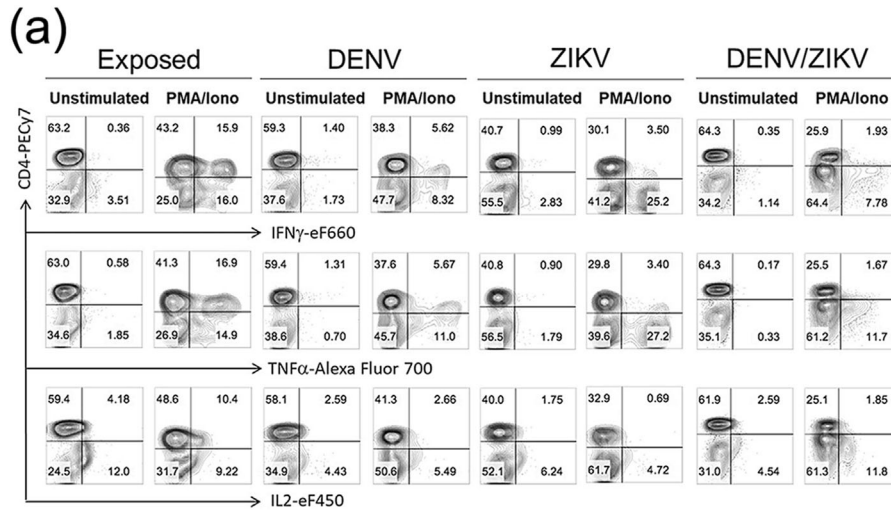 (a)
Exposed DENV ZIKV DENV/ZIKV
Unstimulated PMA/Iono Unstimulated PMA/Iono Unstimulated PMA/Iono Unstimulated PMA/Iono
CD4-PECy7
63.2 0.36 43.2 15.9 59.3 1.40 38.3 5.62 40.7 0.99 30.1 3.50 64.3 0.35 25.9 1.93
32.9 3.51 25.0 16.0 37.6 1.73 47.7 8.32 55.5 2.83 41.2 25.2 34.2 1.14 64.4 7.78
IFNγ-eF660
63.0 0.58 41.3 16.9 59.4 1.31 37.6 5.67 40.8 0.90 29.8 3.40 64.3 0.17 25.5 1.67
34.6 1.85 26.9 14.9 38.6 0.70 45.7 11.0 56.5 1.79 39.6 27.2 35.1 0.33 61.2 11.7
TNFα-Alexa Fluor 700
59.4 4.18 48.6 10.4 58.1 2.59 41.3 2.66 40.0 1.75 32.9 0.69 61.9 2.59 25.1 1.85
24.5 12.0 31.7 9.22 34.9 4.43 50.6 5.49 52.1 6.24 61.7 4.72 31.0 4.54 61.3 11.8
IL2-eF450